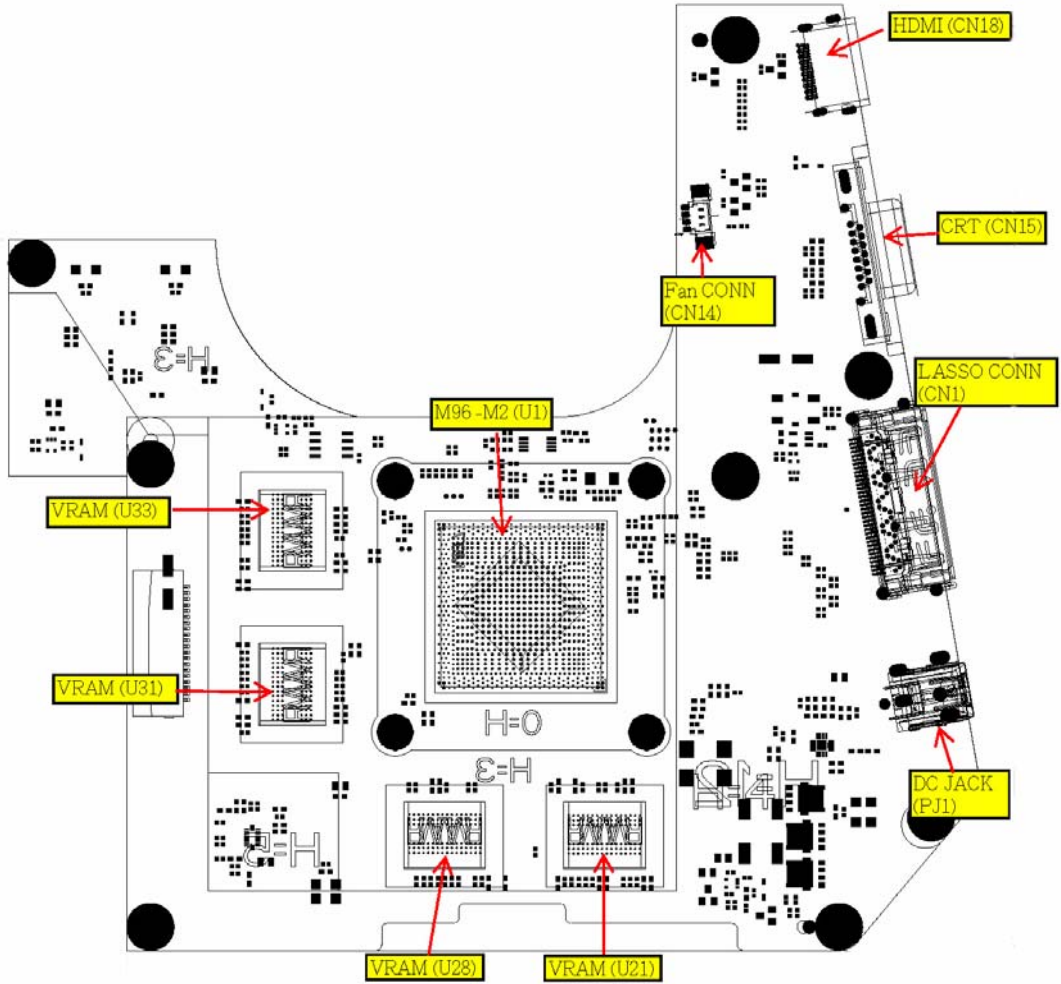 HDMI (CN18)
CRT (CN15)
Fan CONN
(CN14)
H=3
LASSO CONN
(CN1)
M96 -M2 (U1)
VRAM (U33)
VRAM (U31)
H=0
H=3
DC JACK
(PJ1)
VRAM (U28)
VRAM (U21)